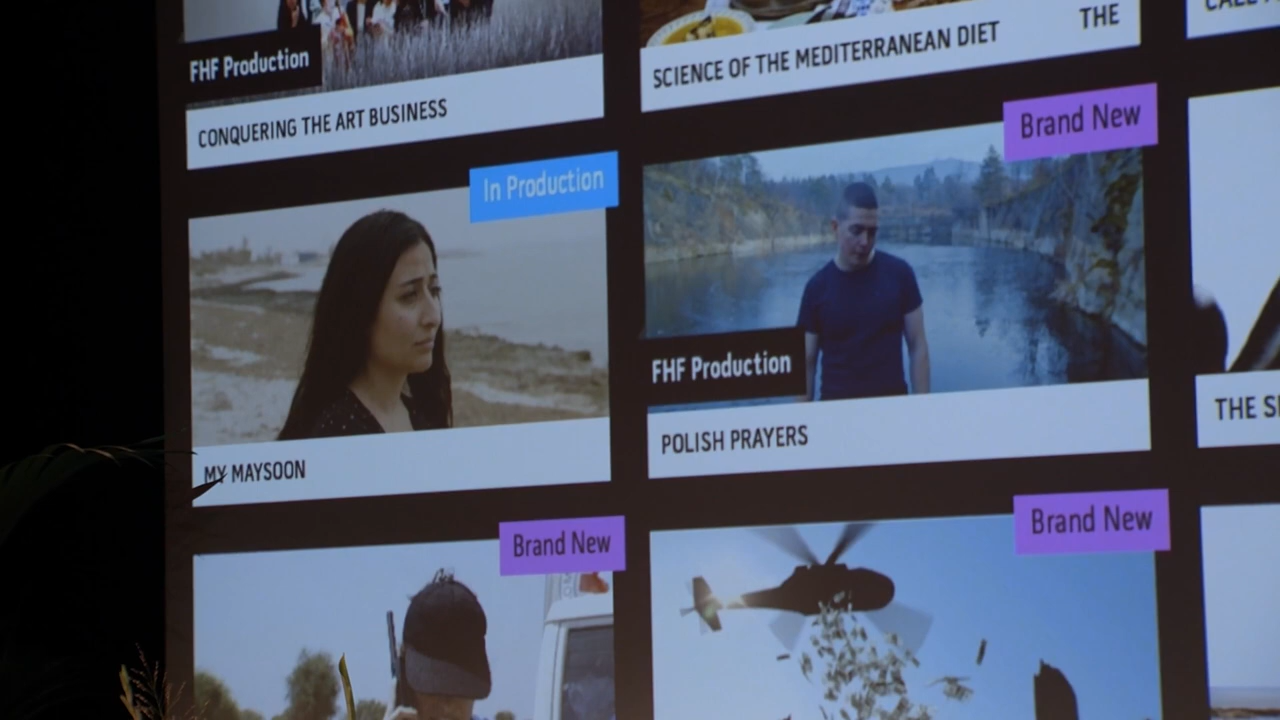 FHF Production
CONQUERING THE ART BUSINESS
SCIENCE OF THE MEDITERRANEAN DIET THE
In Production
MY MAYSOON
Brand New
FHF Production
POLISH PRAYERS
Brand New
Brand New